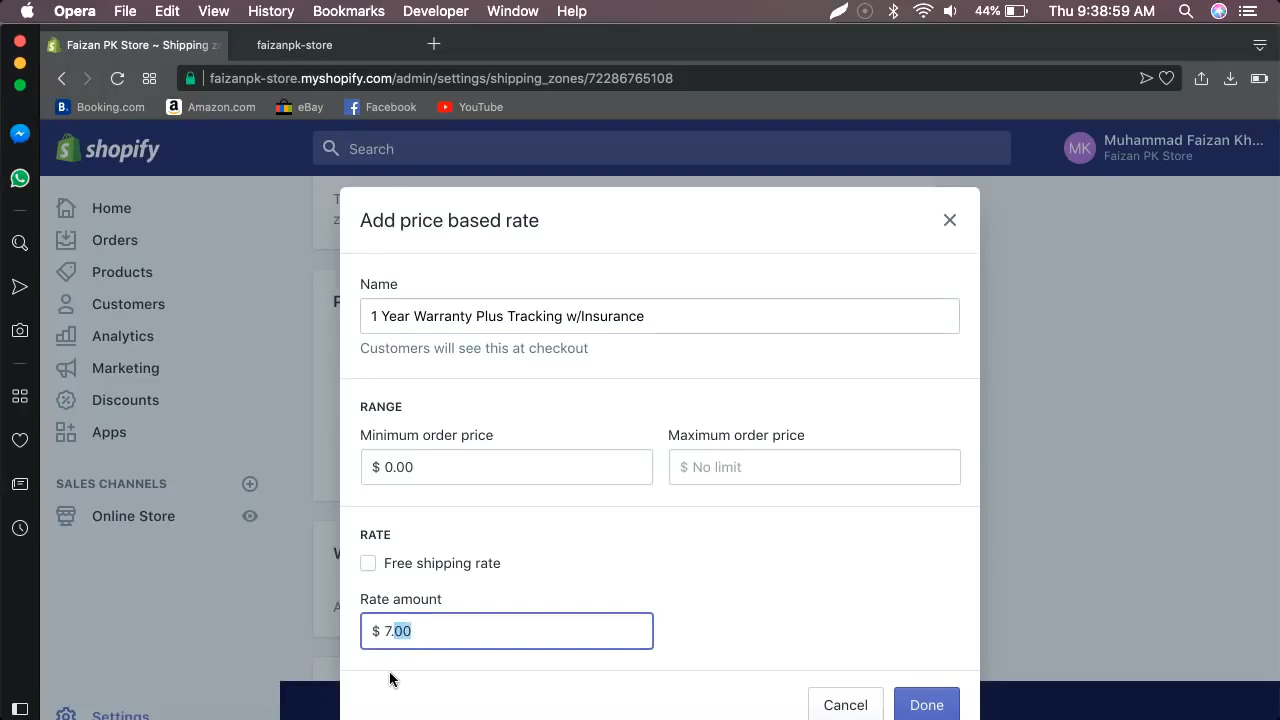 Opera File Edit View History Bookmarks Developer Window Help 44% Thu 9:38:59 AM
Faizan PK Store ~ Shipping z
faizanpk-store
faizanpk-store.myshopify.com/admin/settings/shipping_zones/72286765108
B. Booking.com a Amazon.com eBay Facebook YouTube
shopify
Search
MK
Muhammad Faizan Kh...
Faizan PK Store
Home
Orders
Products
Customers
Analytics
Marketing
Discounts
Apps
SALES CHANNELS
Online Store
Settings
Add price based rate
Name
1 Year Warranty Plus Tracking w/Insurance
Customers will see this at checkout
RANGE
Minimum order price
Maximum order price
$ 0.00
$ No limit
RATE
Free shipping rate
Rate amount
$ 7.00
Cancel
Done